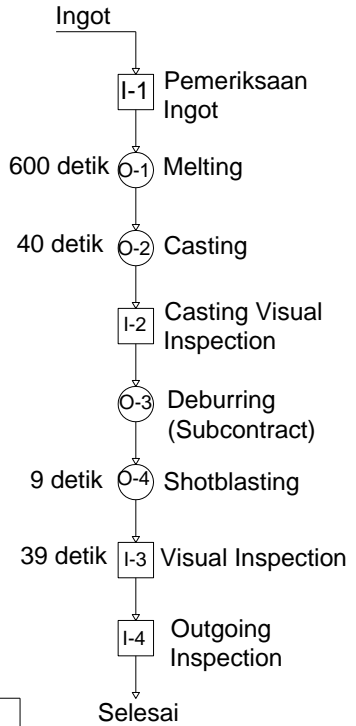 Ingot
I-1 Pemeriksaan
Ingot
600 detik O-1 Melting
40 detik O-2 Casting
I-2 Casting Visual
Inspection
O-3 Deburring
(Subcontract)
9 detik O-4 Shotblasting
39 detik I-3 Visual Inspection
I-4 Outgoing
Inspection
Selesai